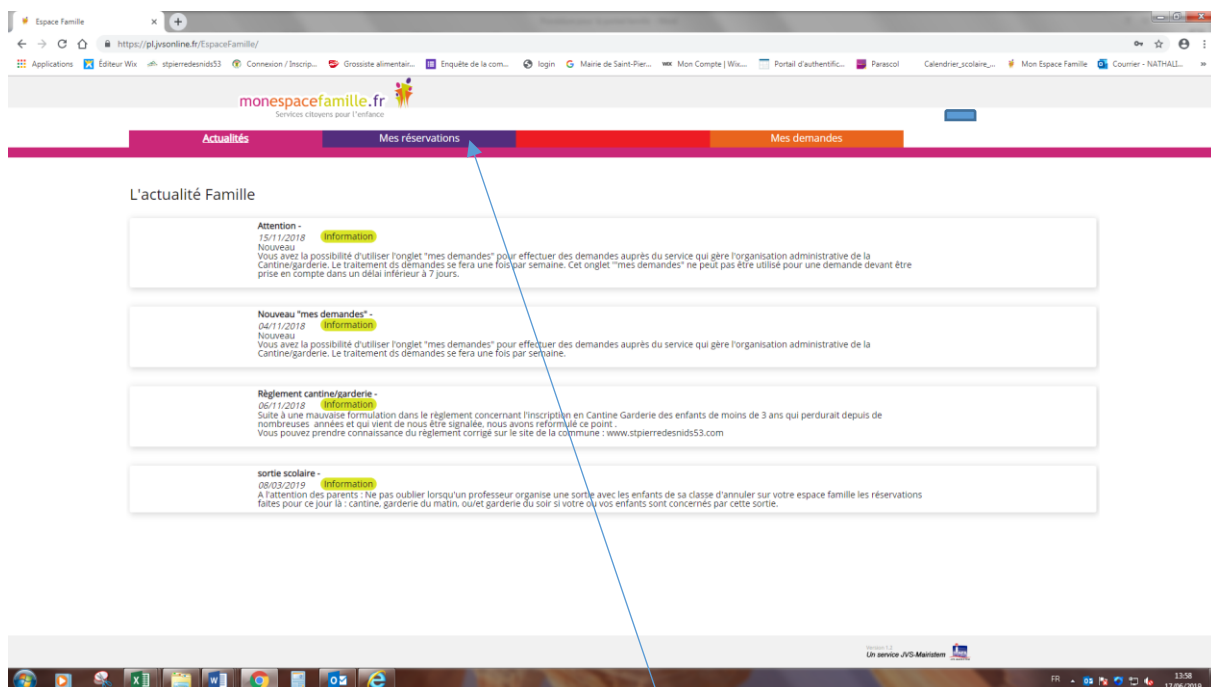 Espace Famille
https://pl.jvsonline.fr/EspaceFamille/
Applications Éditeur Wix stpierredesnids53 Connexion / Inscrip... Grossiste alimentair... Enquête de la com... login Mairie de Saint-Pier... Mon Compte | Wix... Portail d'authentific... Parascol Calendrier_scolaire_... Mon Espace Famille Courrier - NATHALI... »
monespacefamille.fr
Services citoyens pour l'enfance
Actualités Mes réservations Mes demandes
L'actualité Famille
Attention -
15/11/2018 Information
Nouveau
Vous avez la possibilité d'utiliser l'onglet "mes demandes" pour effectuer des demandes auprès du service qui gère l'organisation administrative de la
Cantine/garderie. Le traitement ds demandes se fera une fois par semaine. Cet onglet '"mes demandes" ne peut pas être utilisé pour une demande devant être
prise en compte dans un délai inférieur à 7 jours.
Nouveau "mes demandes" -
04/11/2018 Information
Nouveau
Vous avez la possibilité d'utiliser l'onglet "mes demandes" pour effectuer des demandes auprès du service qui gère l'organisation administrative de la
Cantine/garderie. Le traitement ds demandes se fera une fois par semaine.
Règlement cantine/garderie -
06/11/2018 Information
Suite à une mauvaise formulation dans le règlement concernant l'inscription en Cantine Garderie des enfants de moins de 3 ans qui perdurait depuis de
nombreuses années et qui vient de nous être signalée, nous avons reformulé ce point .
Vous pouvez prendre connaissance du règlement corrigé sur le site de la commune : www.stpierredesnids53.com
sortie scolaire -
08/03/2019 Information
A l'attention des parents : Ne pas oublier lorsqu'un professeur organise une sortie avec les enfants de sa classe d'annuler sur votre espace famille les réservations
faites pour ce jour là : cantine, garderie du matin, ou/et garderie du soir si votre ou vos enfants sont concernés par cette sortie.
Version 1.2
Un service JVS-Mairistem
FR 13:58
17/06/2019